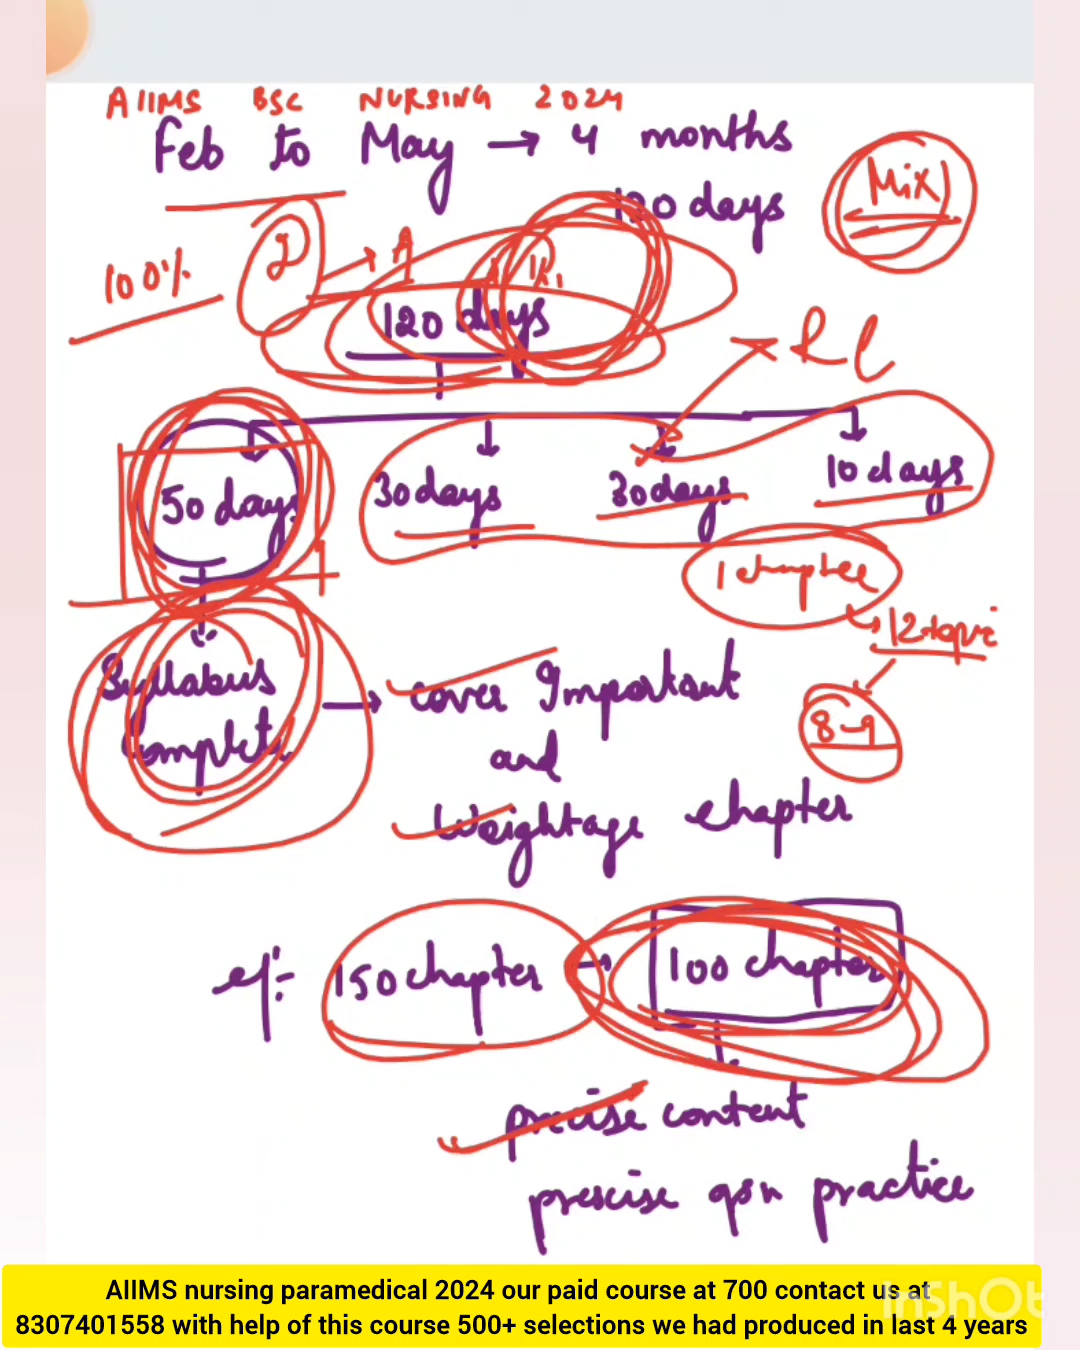 AIIMS BSC NURSING 2024
Feb to May → 4 months
120 days
Mix
100%
120 days
50 days
30 days
30 days
10 days
1 chapter
12 topic
8-9
Syllabus complete → cover Important
and
Weightage chapter
150 chapter → 100 chapter
precise content
prescise qsn practice
AIIMS nursing paramedical 2024 our paid course at 700 contact us at
8307401558 with help of this course 500+ selections we had produced in last 4 years
InShOt